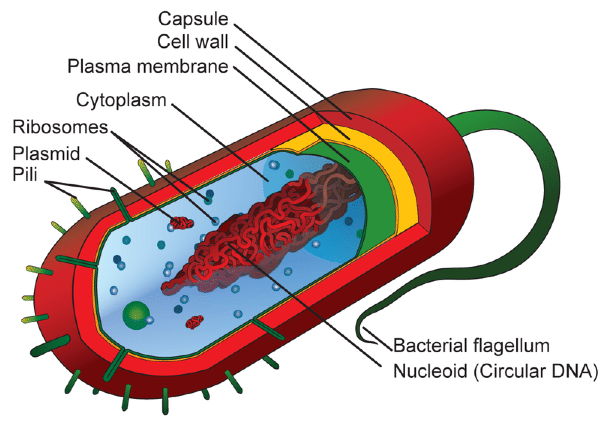 Capsule
Cell wall
Plasma membrane
Cytoplasm
Ribosomes
Plasmid
Pili
Bacterial flagellum
Nucleoid (Circular DNA)